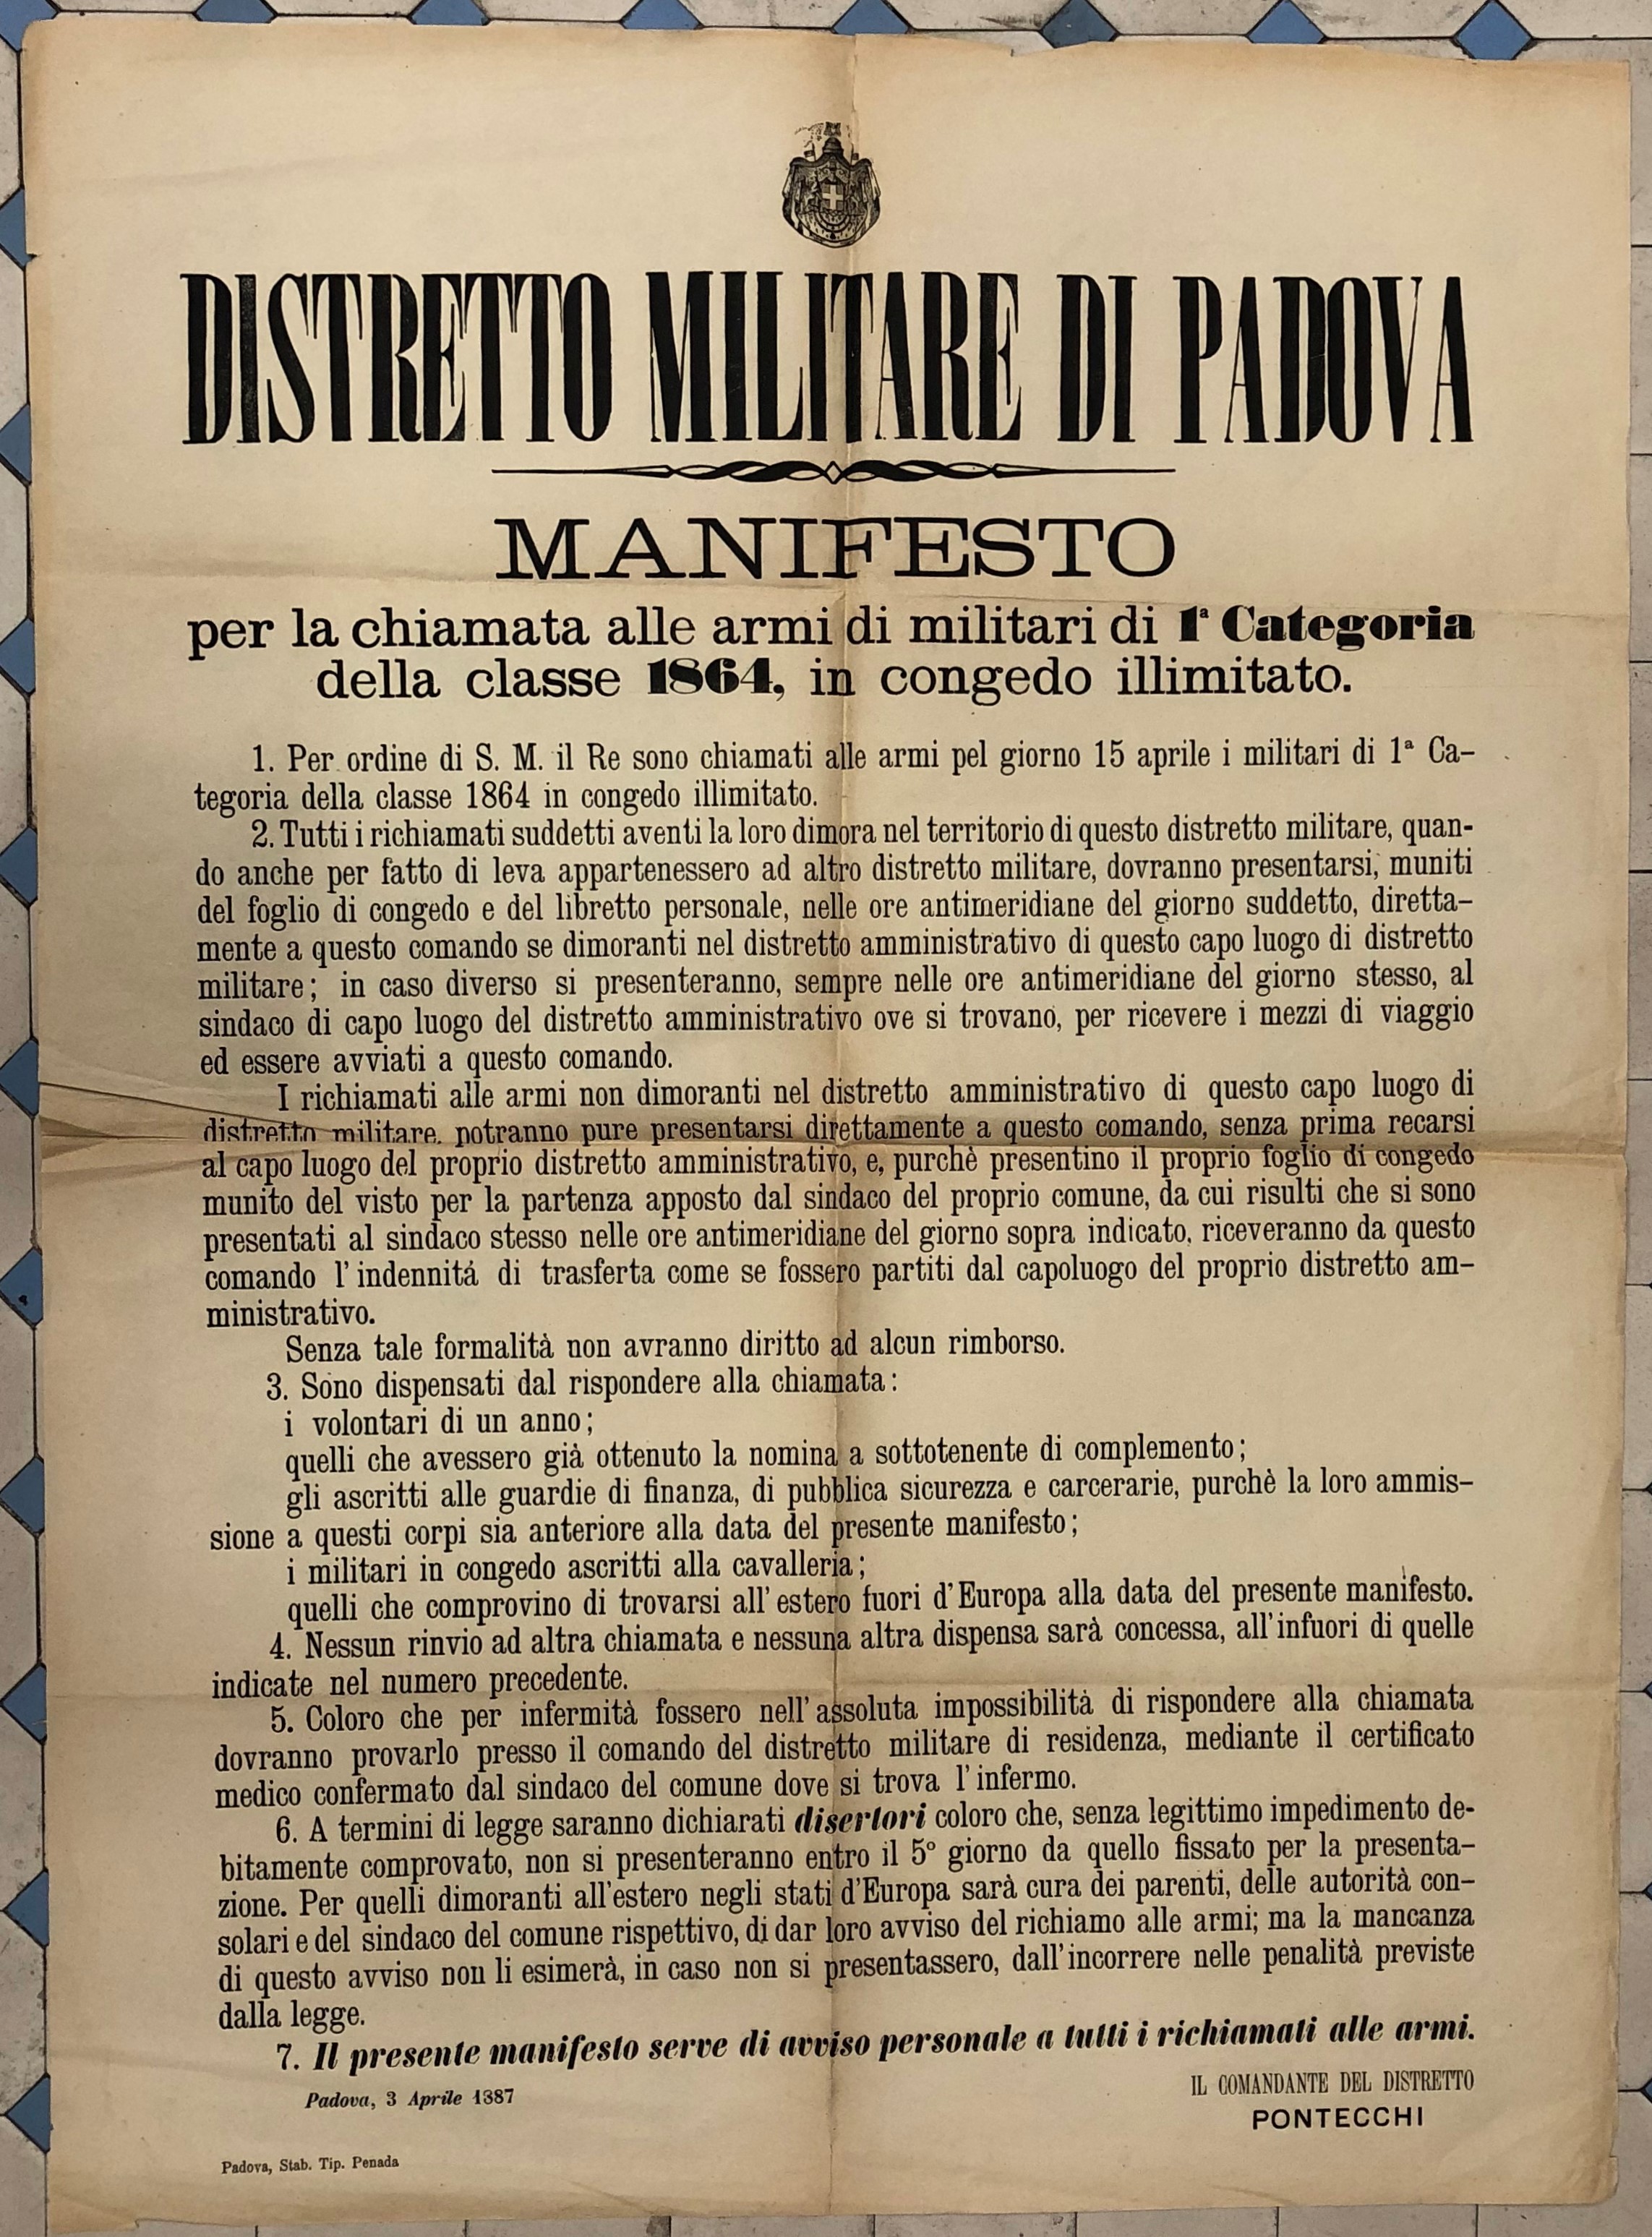 DISTRETTO MILITARE DI PADOVA
MANIFESTO
per la chiamata alle armi di militari di 1ª Categoria
della classe 1864, in congedo illimitato.
1. Per ordine di S. M. il Re sono chiamati alle armi pel giorno 15 aprile i militari di 1ª Ca-
tegoria della classe 1864 in congedo illimitato.
2. Tutti i richiamati suddetti aventi la loro dimora nel territorio di questo distretto militare, quan-
do anche per fatto di leva appartenessero ad altro distretto militare, dovranno presentarsi, muniti
del foglio di congedo e del libretto personale, nelle ore antimeridiane del giorno suddetto, diretta-
mente a questo comando se dimoranti nel distretto amministrativo di questo capo luogo di distretto
militare; in caso diverso si presenteranno, sempre nelle ore antimeridiane del giorno stesso, al
sindaco di capo luogo del distretto amministrativo ove si trovano, per ricevere i mezzi di viaggio
ed essere avviati a questo comando.
I richiamati alle armi non dimoranti nel distretto amministrativo di questo capo luogo di
distretto militare, potranno pure presentarsi direttamente a questo comando, senza prima recarsi
al capo luogo del proprio distretto amministrativo, e, purchè presentino il proprio foglio di congedo
munito del visto per la partenza apposto dal sindaco del proprio comune, da cui risulti che si sono
presentati al sindaco stesso nelle ore antimeridiane del giorno sopra indicato, riceveranno da questo
comando l'indennitá di trasferta come se fossero partiti dal capoluogo del proprio distretto am-
ministrativo.
Senza tale formalità non avranno diritto ad alcun rimborso.
3. Sono dispensati dal rispondere alla chiamata:
i volontari di un anno;
quelli che avessero già ottenuto la nomina a sottotenente di complemento;
gli ascritti alle guardie di finanza, di pubblica sicurezza e carcerarie, purchè la loro ammis-
sione a questi corpi sia anteriore alla data del presente manifesto;
i militari in congedo ascritti alla cavalleria;
quelli che comprovino di trovarsi all'estero fuori d'Europa alla data del presente manifesto.
4. Nessun rinvio ad altra chiamata e nessuna altra dispensa sarà concessa, all'infuori di quelle
indicate nel numero precedente.
5. Coloro che per infermità fossero nell'assoluta impossibilità di rispondere alla chiamata
dovranno provarlo presso il comando del distretto militare di residenza, mediante il certificato
medico confermato dal sindaco del comune dove si trova l'infermo.
6. A termini di legge saranno dichiarati disertori coloro che, senza legittimo impedimento de-
bitamente comprovato, non si presenteranno entro il 5° giorno da quello fissato per la presenta-
zione. Per quelli dimoranti all'estero negli stati d'Europa sarà cura dei parenti, delle autorità con-
solari e del sindaco del comune rispettivo, di dar loro avviso del richiamo alle armi; ma la mancanza
di questo avviso non li esimerà, in caso non si presentassero, dall'incorrere nelle penalità previste
dalla legge.
7. Il presente manifesto serve di avviso personale a tutti i richiamati alle armi.
Padova, 3 Aprile 1887
IL COMANDANTE DEL DISTRETTO
PONTECCHI
Padova, Stab. Tip. Penada